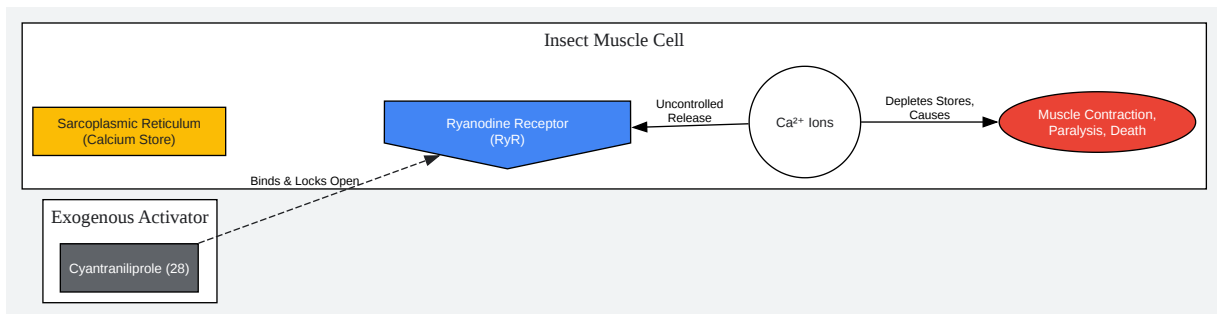 Insect Muscle Cell
Sarcoplasmic Reticulum
(Calcium Store)
Ryanodine Receptor
(RyR)
Uncontrolled
Release
Ca²⁺ Ions
Depletes Stores,
Causes
Muscle Contraction,
Paralysis, Death
Binds & Locks Open
Exogenous Activator
Cyantraniliprole (28)